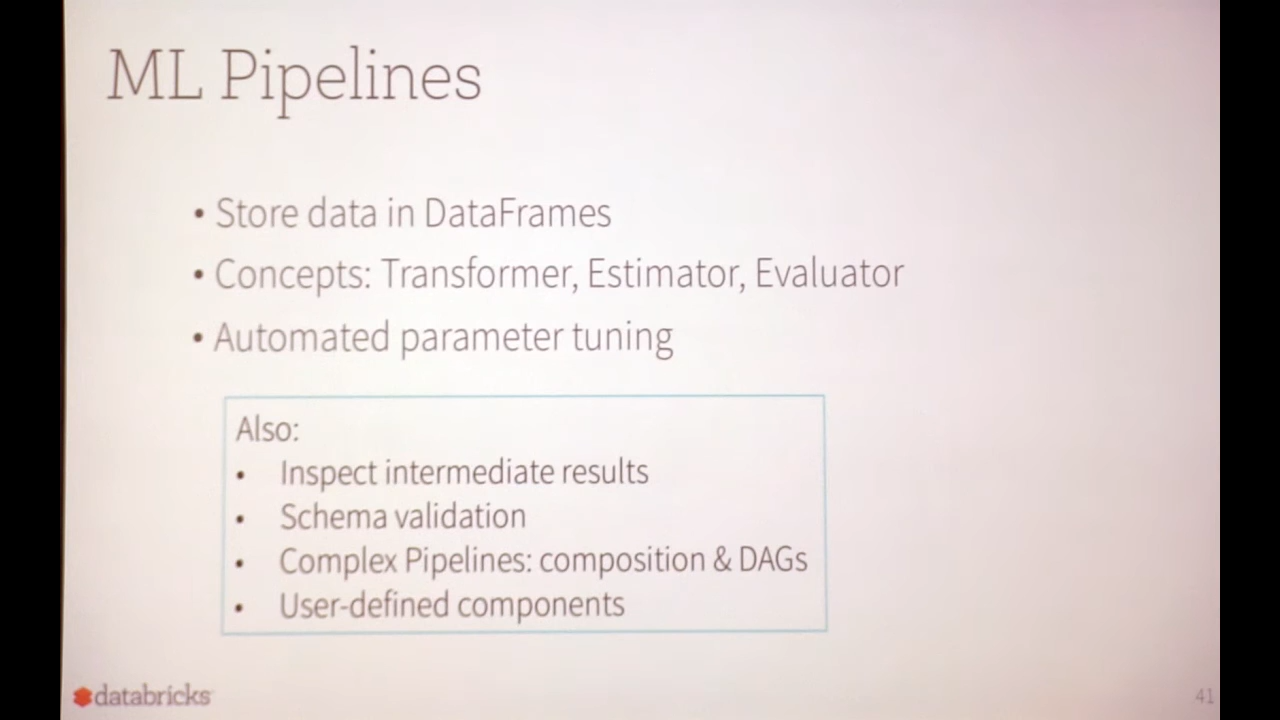 ML Pipelines
• Store data in DataFrames
• Concepts: Transformer, Estimator, Evaluator
• Automated parameter tuning
Also:
• Inspect intermediate results
• Schema validation
• Complex Pipelines: composition & DAGs
• User-defined components
databricks
41